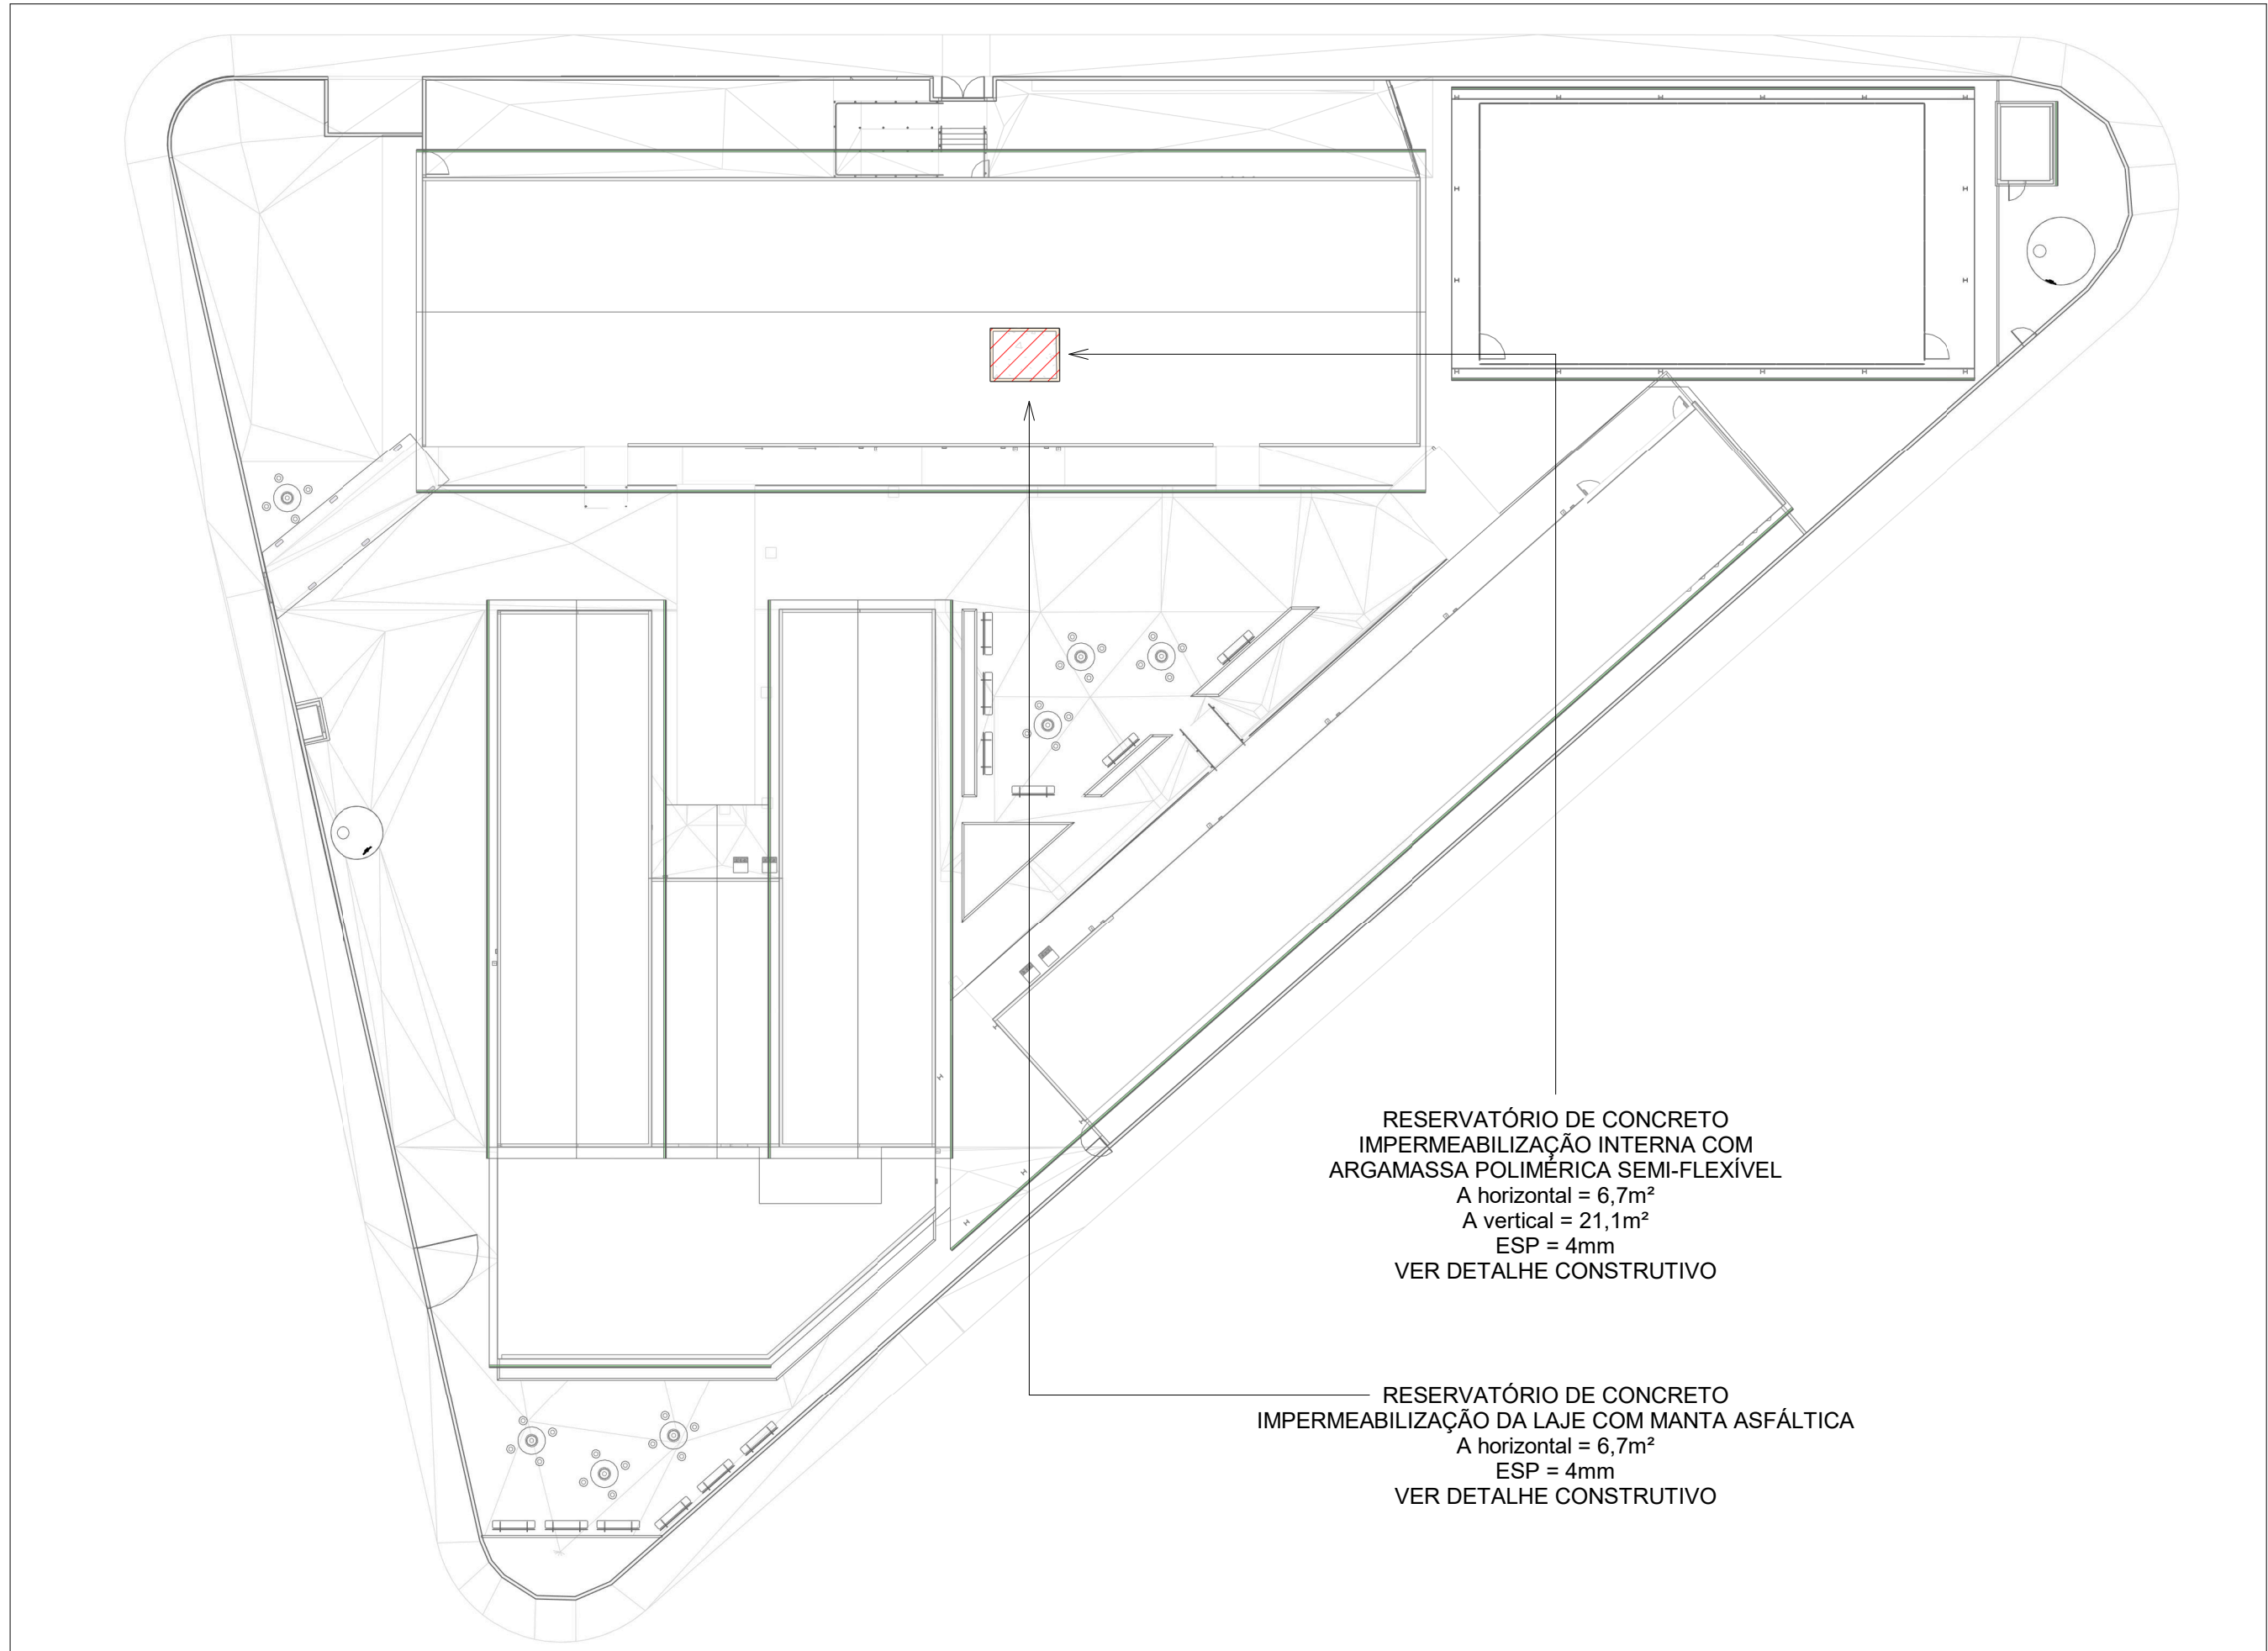 RESERVATÓRIO DE CONCRETO
IMPERMEABILIZAÇÃO INTERNA COM
ARGAMASSA POLIMÉRICA SEMI-FLEXÍVEL
A horizontal = 6,7m²
A vertical = 21,1m²
ESP = 4mm
VER DETALHE CONSTRUTIVO
RESERVATÓRIO DE CONCRETO
IMPERMEABILIZAÇÃO DA LAJE COM MANTA ASFÁLTICA
A horizontal = 6,7m²
ESP = 4mm
VER DETALHE CONSTRUTIVO